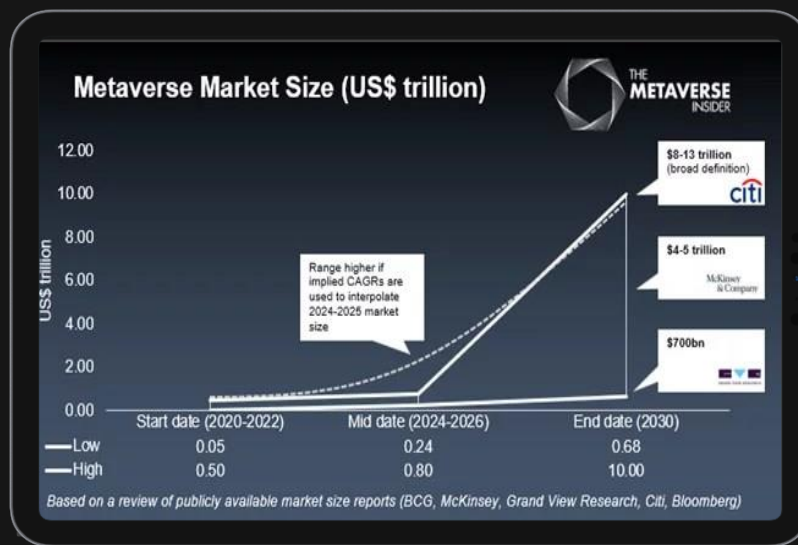 Metaverse Market Size (US$ trillion)
THE
METAVERSE
INSIDER
12.00
10.00
8.00
6.00
4.00
2.00
0.00
US$ trillion
Range higher if
implied CAGRs are
used to interpolate
2024-2025 market
size
$8-13 trillion
(broad definition)
citi
$4-5 trillion
McKinsey
& Company
$700bn
GRAND VIEW RESEARCH
Start date (2020-2022) Mid date (2024-2026) End date (2030)
Low 0.05 0.24 0.68
High 0.50 0.80 10.00
Based on a review of publicly available market size reports (BCG, McKinsey, Grand View Research, Citi, Bloomberg)